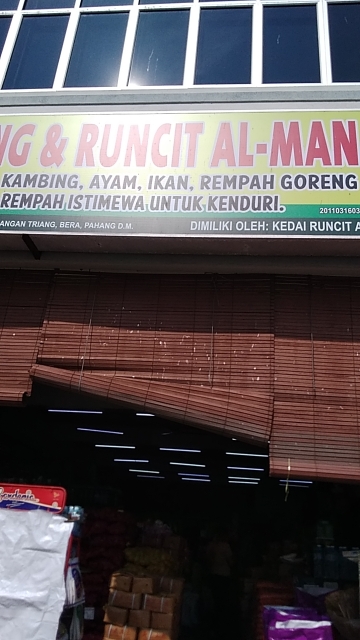 NG & RUNCIT AL-MAN
KAMBING, AYAM, IKAN, REMPAH GORENG
REMPAH ISTIMEWA UNTUK KENDURI.
2011031603
ANGAN TRIANG, BERA, PAHANG D.M.
DIMILIKI OLEH: KEDAI RUNCIT A